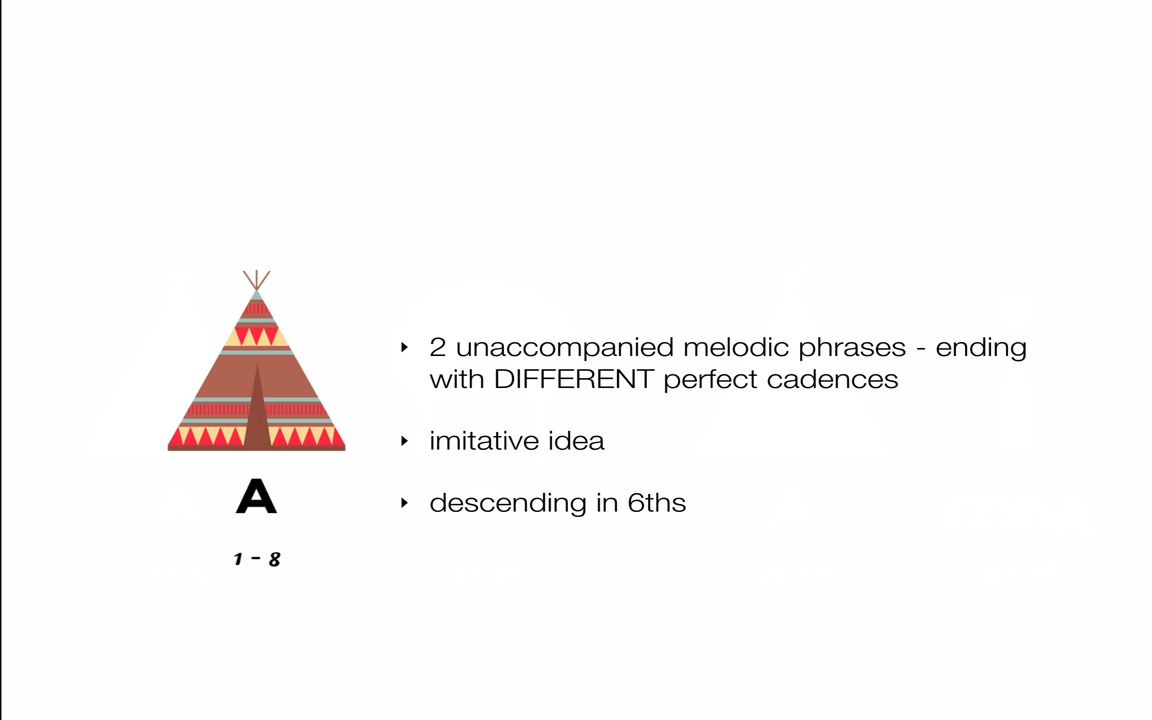 2 unaccompanied melodic phrases - ending
with DIFFERENT perfect cadences
imitative idea
descending in 6ths
A
1 - 8